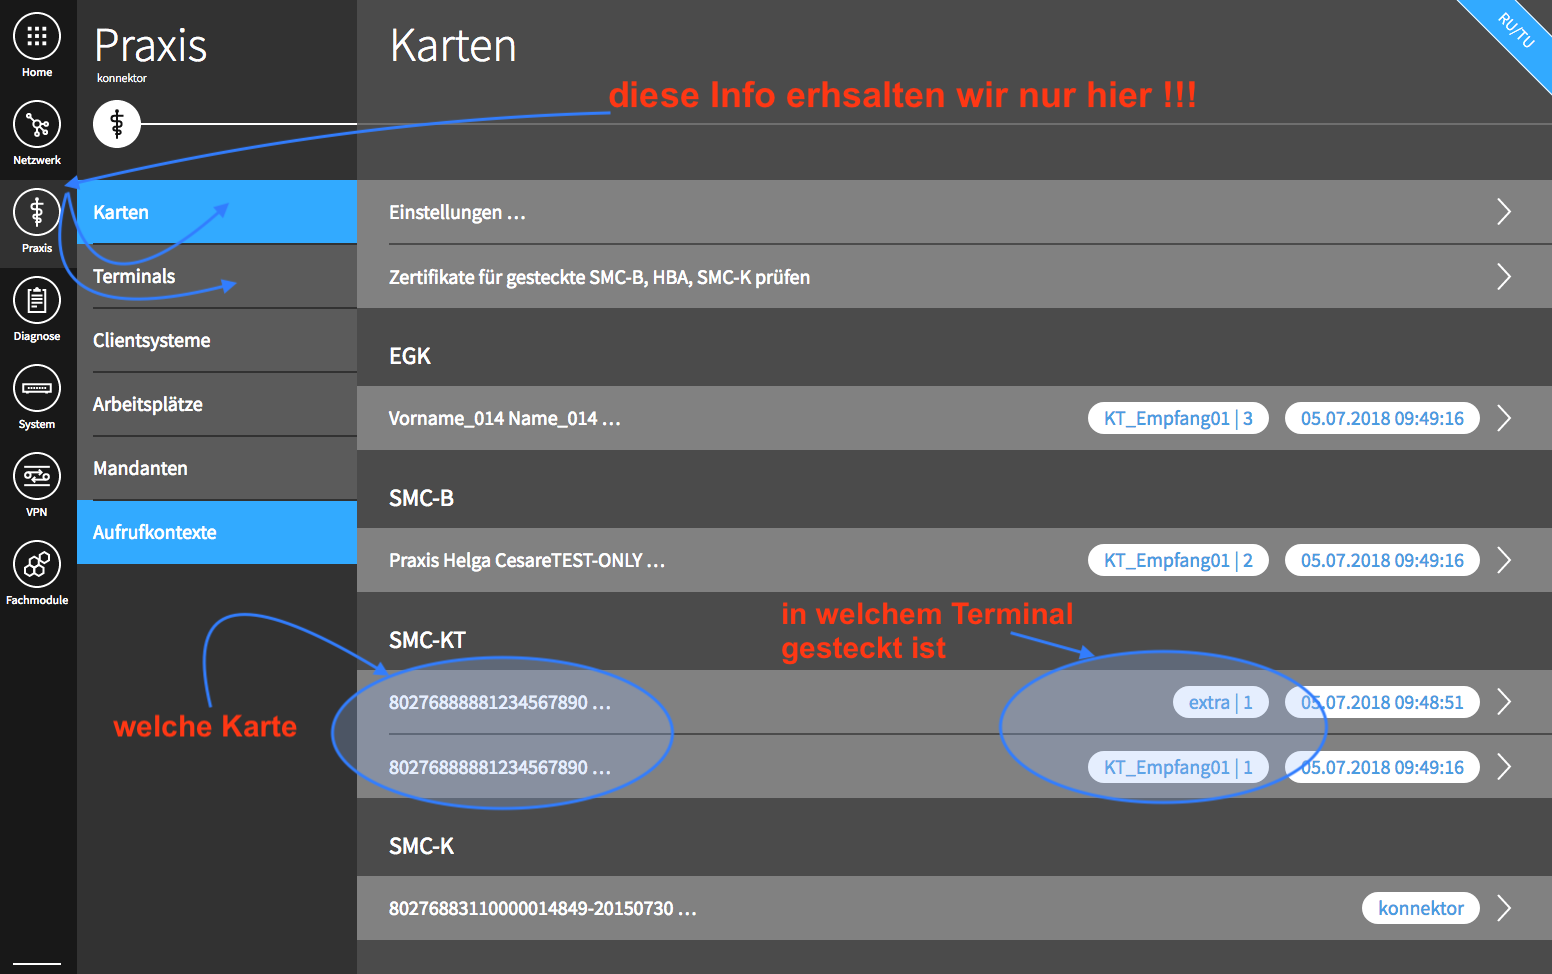 Home
Netzwerk
Praxis
Diagnose
System
VPN
Fachmodule
Praxis
konnektor
Karten
Terminals
Clientsysteme
Arbeitsplätze
Mandanten
Aufrufkontexte
Karten
RU/TU
diese Info erhsalten wir nur hier !!!
Einstellungen ...
Zertifikate für gesteckte SMC-B, HBA, SMC-K prüfen
EGK
Vorname_014 Name_014 ... KT_Empfang01 | 3 05.07.2018 09:49:16
SMC-B
Praxis Helga CesareTEST-ONLY ... KT_Empfang01 | 2 05.07.2018 09:49:16
in welchem Terminal
gesteckt ist
SMC-KT
welche Karte
80276888881234567890 ... extra | 1 05.07.2018 09:48:51
80276888881234567890 ... KT_Empfang01 | 1 05.07.2018 09:49:16
SMC-K
80276883110000014849-20150730 ... konnektor